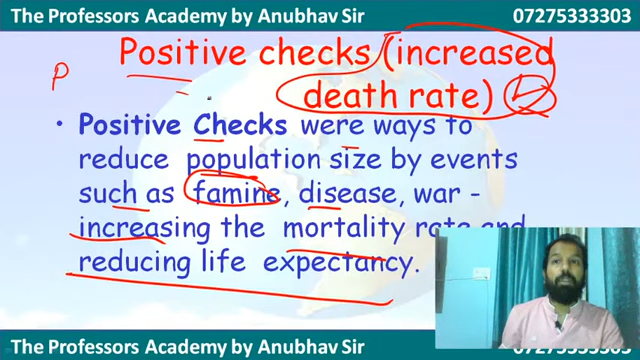 The Professors Academy by Anubhav Sir 07275333303
Positive checks (increased
death rate)
P
• Positive Checks were ways to
reduce population size by events
such as famine, disease, war -
increasing the mortality rate and
reducing life expectancy.
The Professors Academy by Anubhav Sir 07275333303